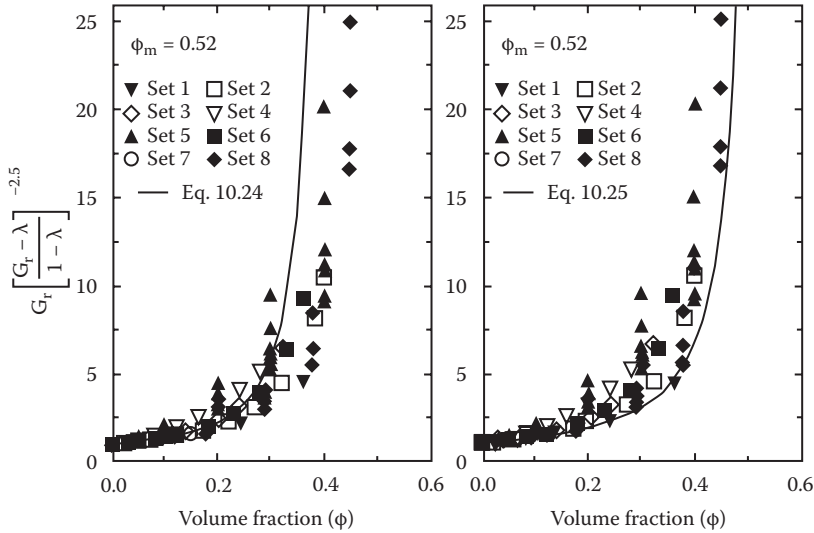 G_r [ (G_r – λ) / (1 – λ) ]^–2.5
25
20
15
10
5
0
ϕ_m = 0.52
Set 1 Set 2
Set 3 Set 4
Set 5 Set 6
Set 7 Set 8
Eq. 10.24
0.0 0.2 0.4 0.6
Volume fraction (ϕ)
25
20
15
10
5
0
ϕ_m = 0.52
Set 1 Set 2
Set 3 Set 4
Set 5 Set 6
Set 7 Set 8
Eq. 10.25
0.0 0.2 0.4 0.6
Volume fraction (ϕ)